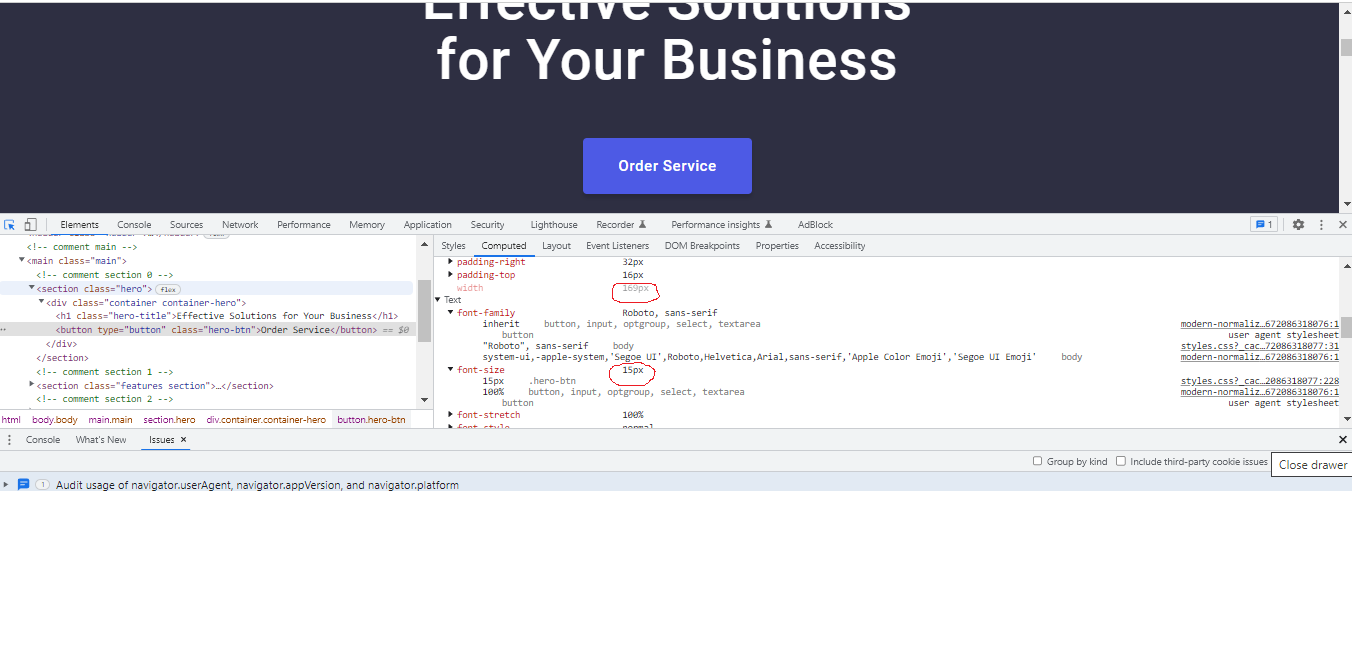 Effective Solutions
for Your Business
Order Service
Elements Console Sources Network Performance Memory Application Security Lighthouse Recorder Performance insights AdBlock 1
<!-- comment main -->
<main class="main">
<!-- comment section 0 -->
<section class="hero"> flex
<div class="container container-hero">
<h1 class="hero-title">Effective Solutions for Your Business</h1>
<button type="button" class="hero-btn">Order Service</button> == $0
</div>
</section>
<!-- comment section 1 -->
<section class="features section">…</section>
<!-- comment section 2 -->
html body.body main.main section.hero div.container.container-hero button.hero-btn
Styles Computed Layout Event Listeners DOM Breakpoints Properties Accessibility
padding-right 32px
padding-top 16px
width 169px
Text
font-family Roboto, sans-serif
inherit button, input, optgroup, select, textarea modern-normaliz…672086318076:1
button user agent stylesheet
"Roboto", sans-serif body styles.css?_cac…72086318077:31
system-ui,-apple-system,'Segoe UI',Roboto,Helvetica,Arial,sans-serif,'Apple Color Emoji','Segoe UI Emoji' body modern-normaliz…672086318076:1
font-size 15px
15px .hero-btn styles.css?_cac…2086318077:228
100% button, input, optgroup, select, textarea modern-normaliz…672086318076:1
button user agent stylesheet
font-stretch 100%
font-style normal
Console What's New Issues
Group by kind Include third-party cookie issues Close drawer
1 Audit usage of navigator.userAgent, navigator.appVersion, and navigator.platform